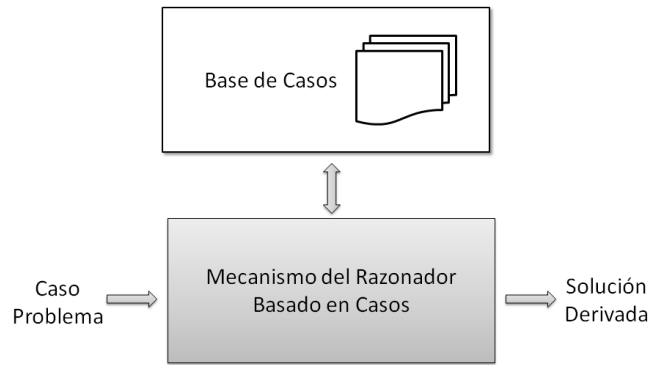 Base de Casos
Mecanismo del Razonador
Basado en Casos
Caso
Problema
Solución
Derivada